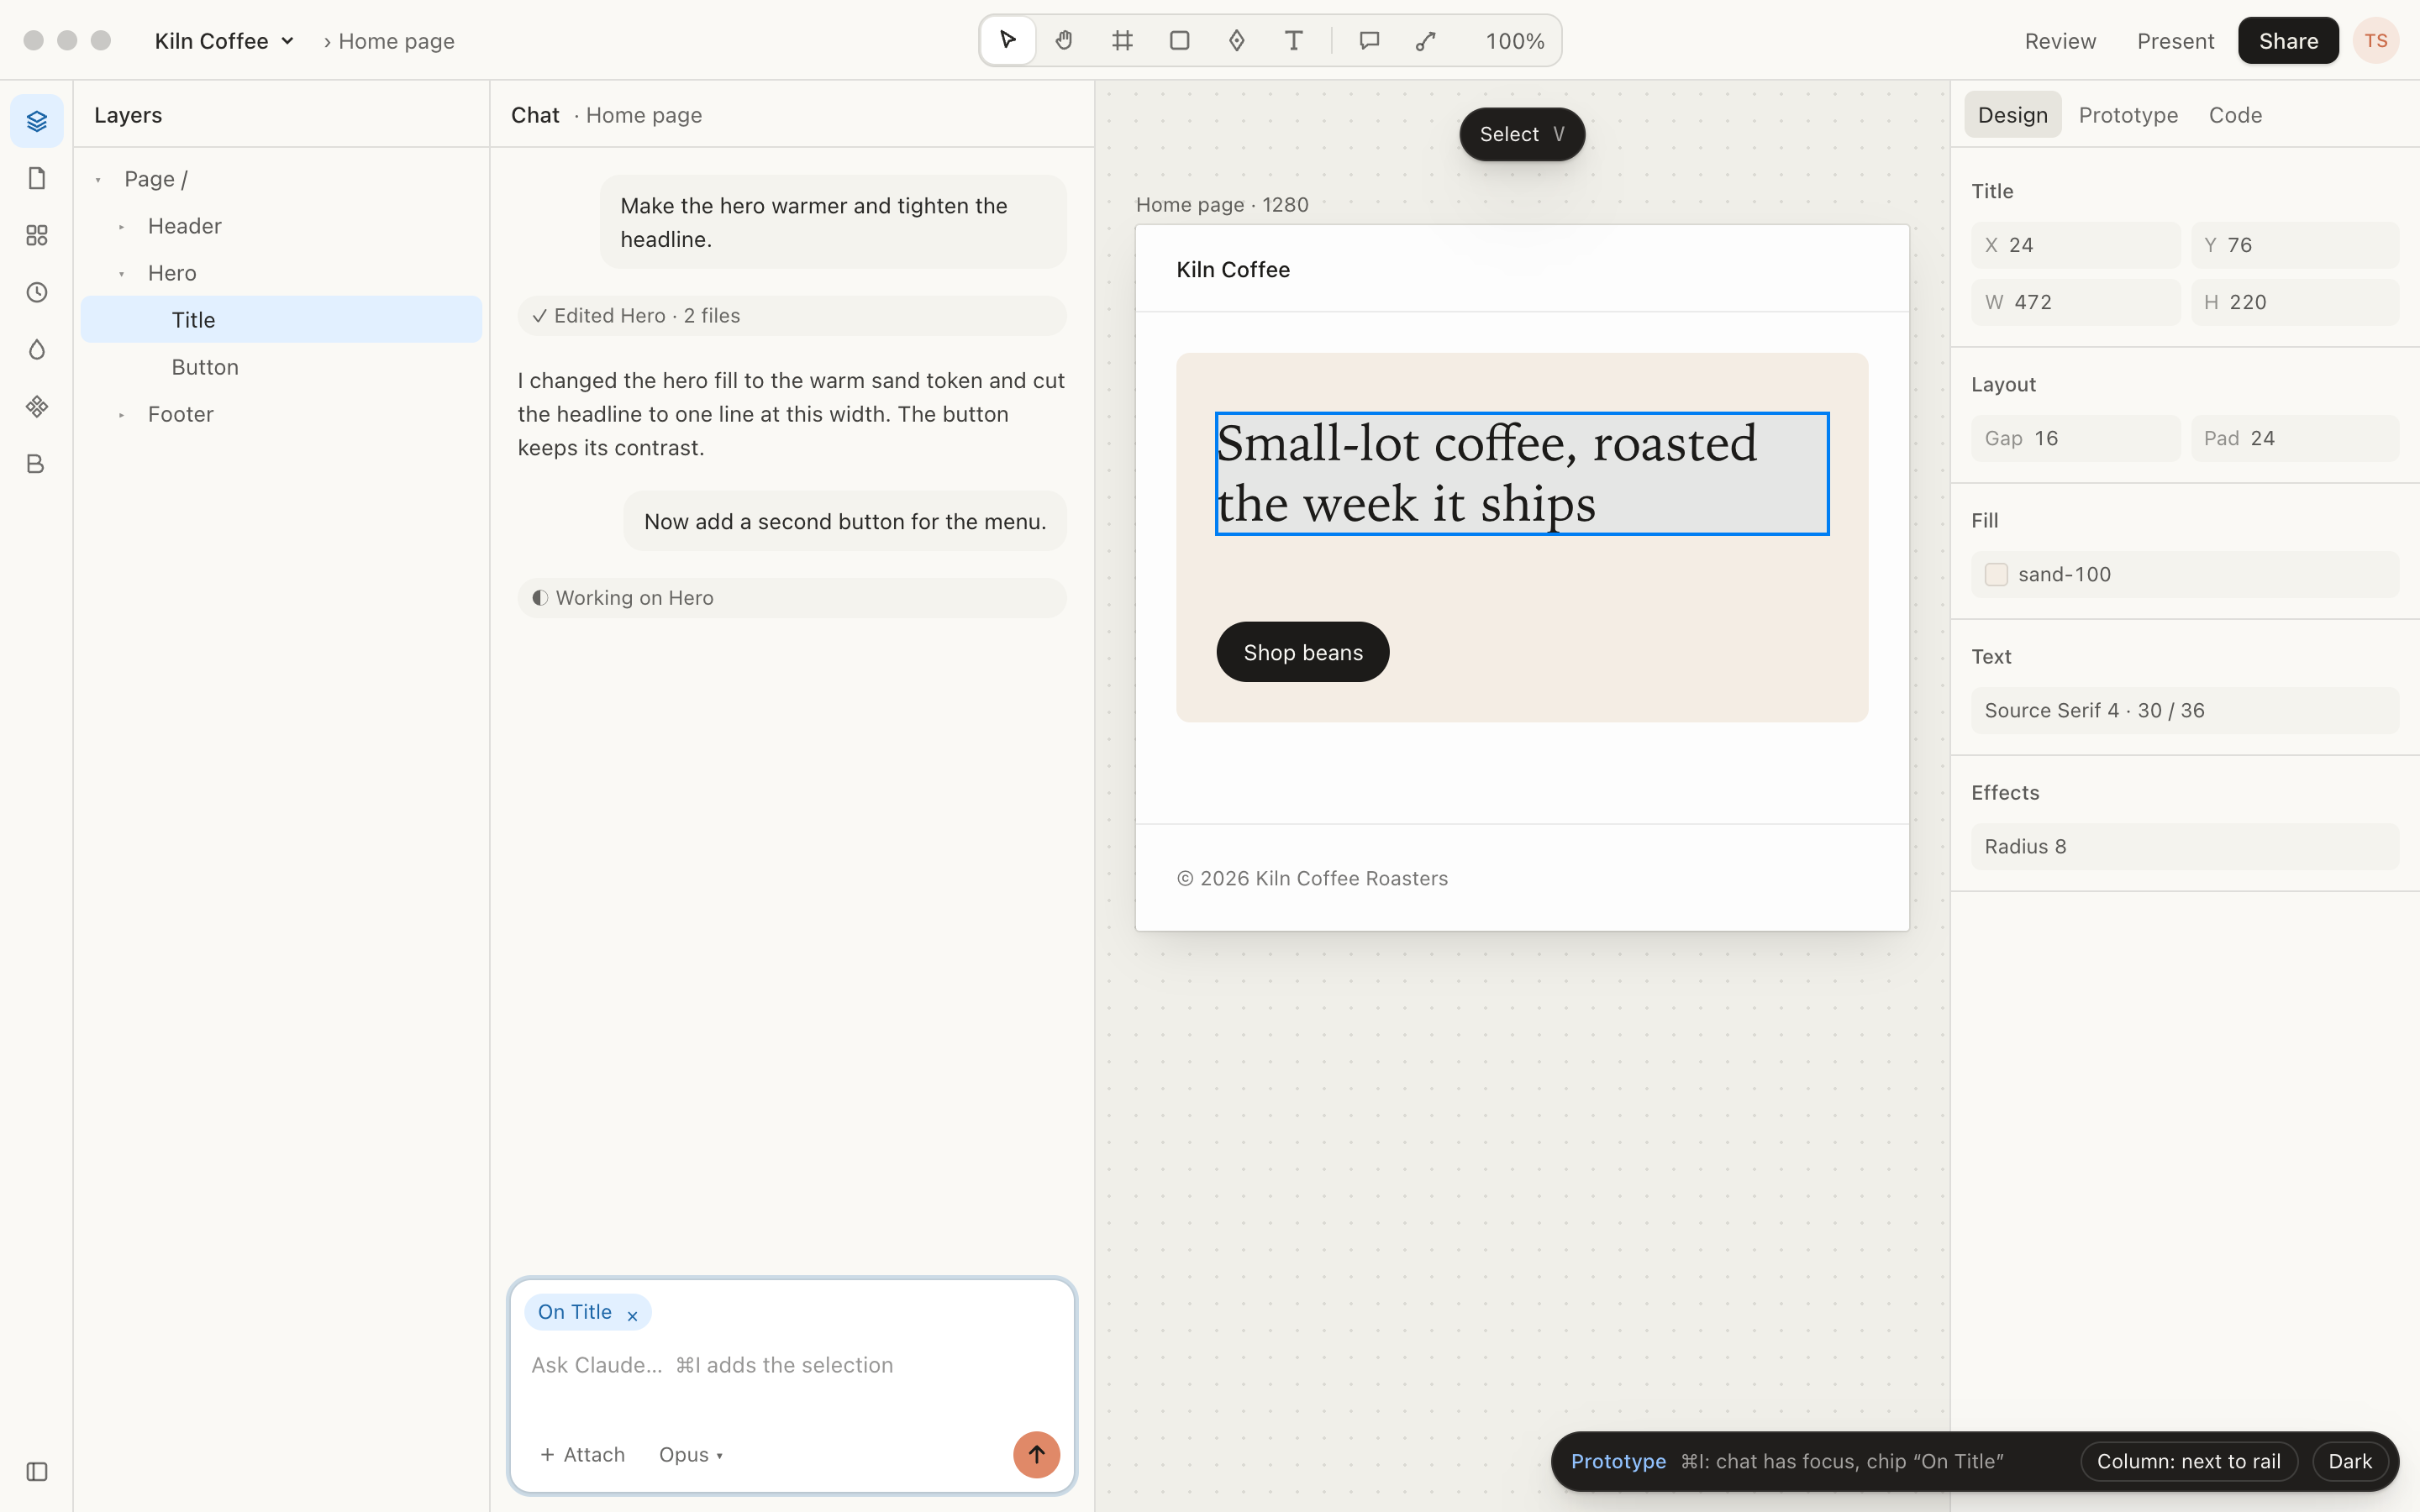 Kiln Coffee
› Home page
100%
Review
Present
Share
TS
Layers
Page /
Header
Hero
Title
Button
Footer
Chat · Home page
Make the hero warmer and tighten the
headline.
✓ Edited Hero · 2 files
I changed the hero fill to the warm sand token and cut
the headline to one line at this width. The button
keeps its contrast.
Now add a second button for the menu.
Working on Hero
On Title ×
Ask Claude… ⌘I adds the selection
+ Attach
Opus
Select V
Home page · 1280
Kiln Coffee
Small-lot coffee, roasted
the week it ships
Shop beans
© 2026 Kiln Coffee Roasters
Design
Prototype
Code
Title
X 24
Y 76
W 472
H 220
Layout
Gap 16
Pad 24
Fill
sand-100
Text
Source Serif 4 · 30 / 36
Effects
Radius 8
Prototype ⌘I: chat has focus, chip “On Title”
Column: next to rail
Dark